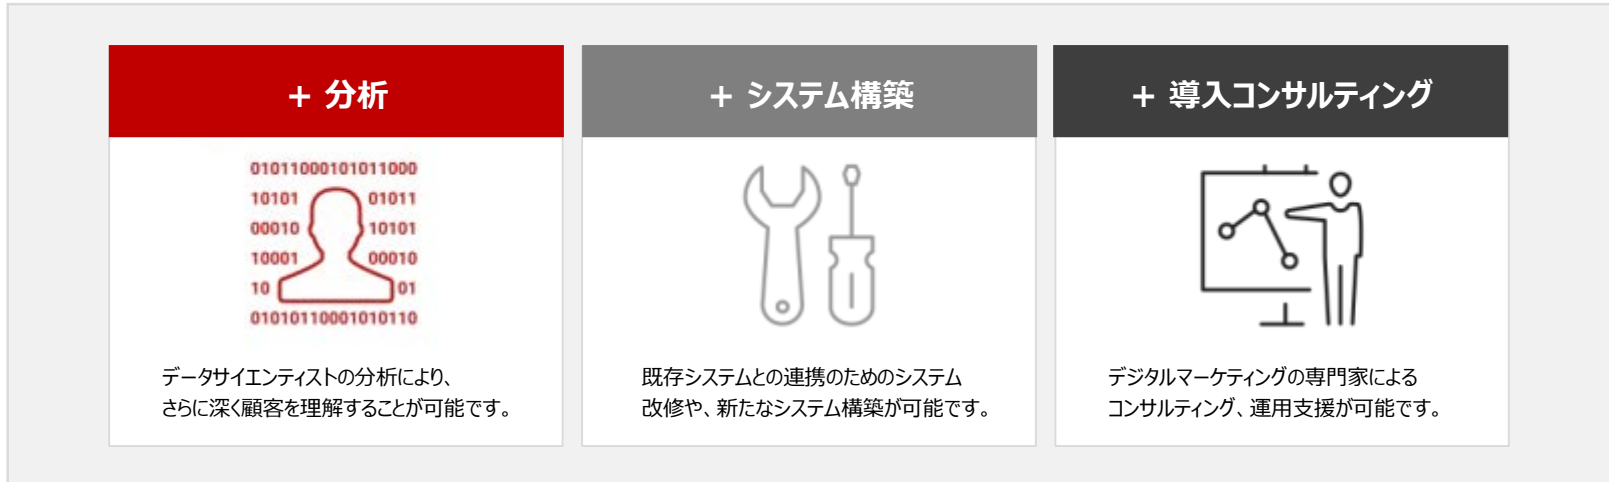 + 分析
010110001010111000
10101 01011
00010 10101
10001 00010
10 01
01010110001010110
データサイエンティストの分析により、
さらに深く顧客を理解することが可能です。
+ システム構築
既存システムとの連携のためのシステム
改修や、新たなシステム構築が可能です。
+ 導入コンサルティング
デジタルマーケティングの専門家による
コンサルティング、運用支援が可能です。